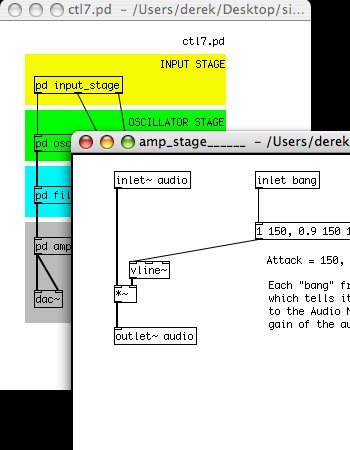 ctl7.pd - /Users/derek/Desktop/si...
ctl7.pd
INPUT STAGE
pd input_stage
OSCILLATOR STAGE
pd osc
pd fil
pd amp
dac~
amp_stage______ - /Users/derek
inlet~ audio
inlet bang
1 150, 0.9 150 1
Attack = 150,
vline~
*~
Each "bang" fr
which tells it
to the Audio
gain of the au
outlet~ audio